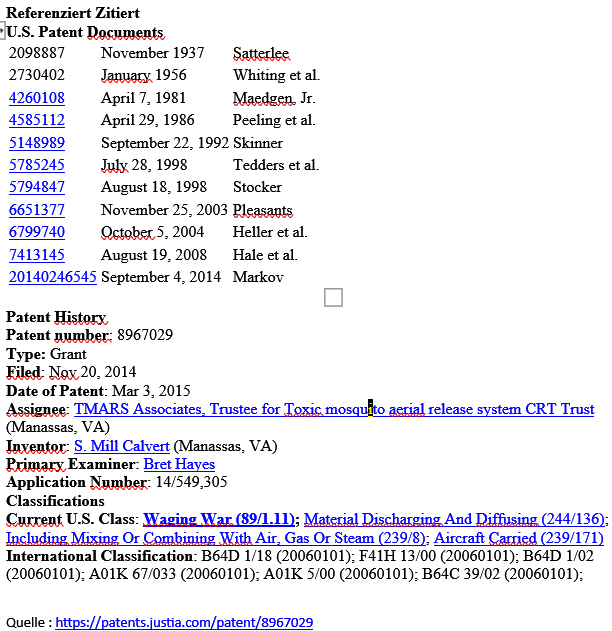 Referenziert Zitiert
U.S. Patent Documents
2098887 November 1937 Satterlee
2730402 January 1956 Whiting et al.
4260108 April 7, 1981 Maedgen, Jr.
4585112 April 29, 1986 Peeling et al.
5148989 September 22, 1992 Skinner
5785245 July 28, 1998 Tedders et al.
5794847 August 18, 1998 Stocker
6651377 November 25, 2003 Pleasants
6799740 October 5, 2004 Heller et al.
7413145 August 19, 2008 Hale et al.
20140246545 September 4, 2014 Markov
Patent History
Patent number: 8967029
Type: Grant
Filed: Nov 20, 2014
Date of Patent: Mar 3, 2015
Assignee: TMARS Associates, Trustee for Toxic mosquito aerial release system CRT Trust
(Manassas, VA)
Inventor: S. Mill Calvert (Manassas, VA)
Primary Examiner: Bret Hayes
Application Number: 14/549,305
Classifications
Current U.S. Class: Waging War (89/1.11); Material Discharging And Diffusing (244/136);
Including Mixing Or Combining With Air, Gas Or Steam (239/8); Aircraft Carried (239/171)
International Classification: B64D 1/18 (20060101); F41H 13/00 (20060101); B64D 1/02
(20060101); A01K 67/033 (20060101); A01K 5/00 (20060101); B64C 39/02 (20060101);
Quelle : https://patents.justia.com/patent/8967029